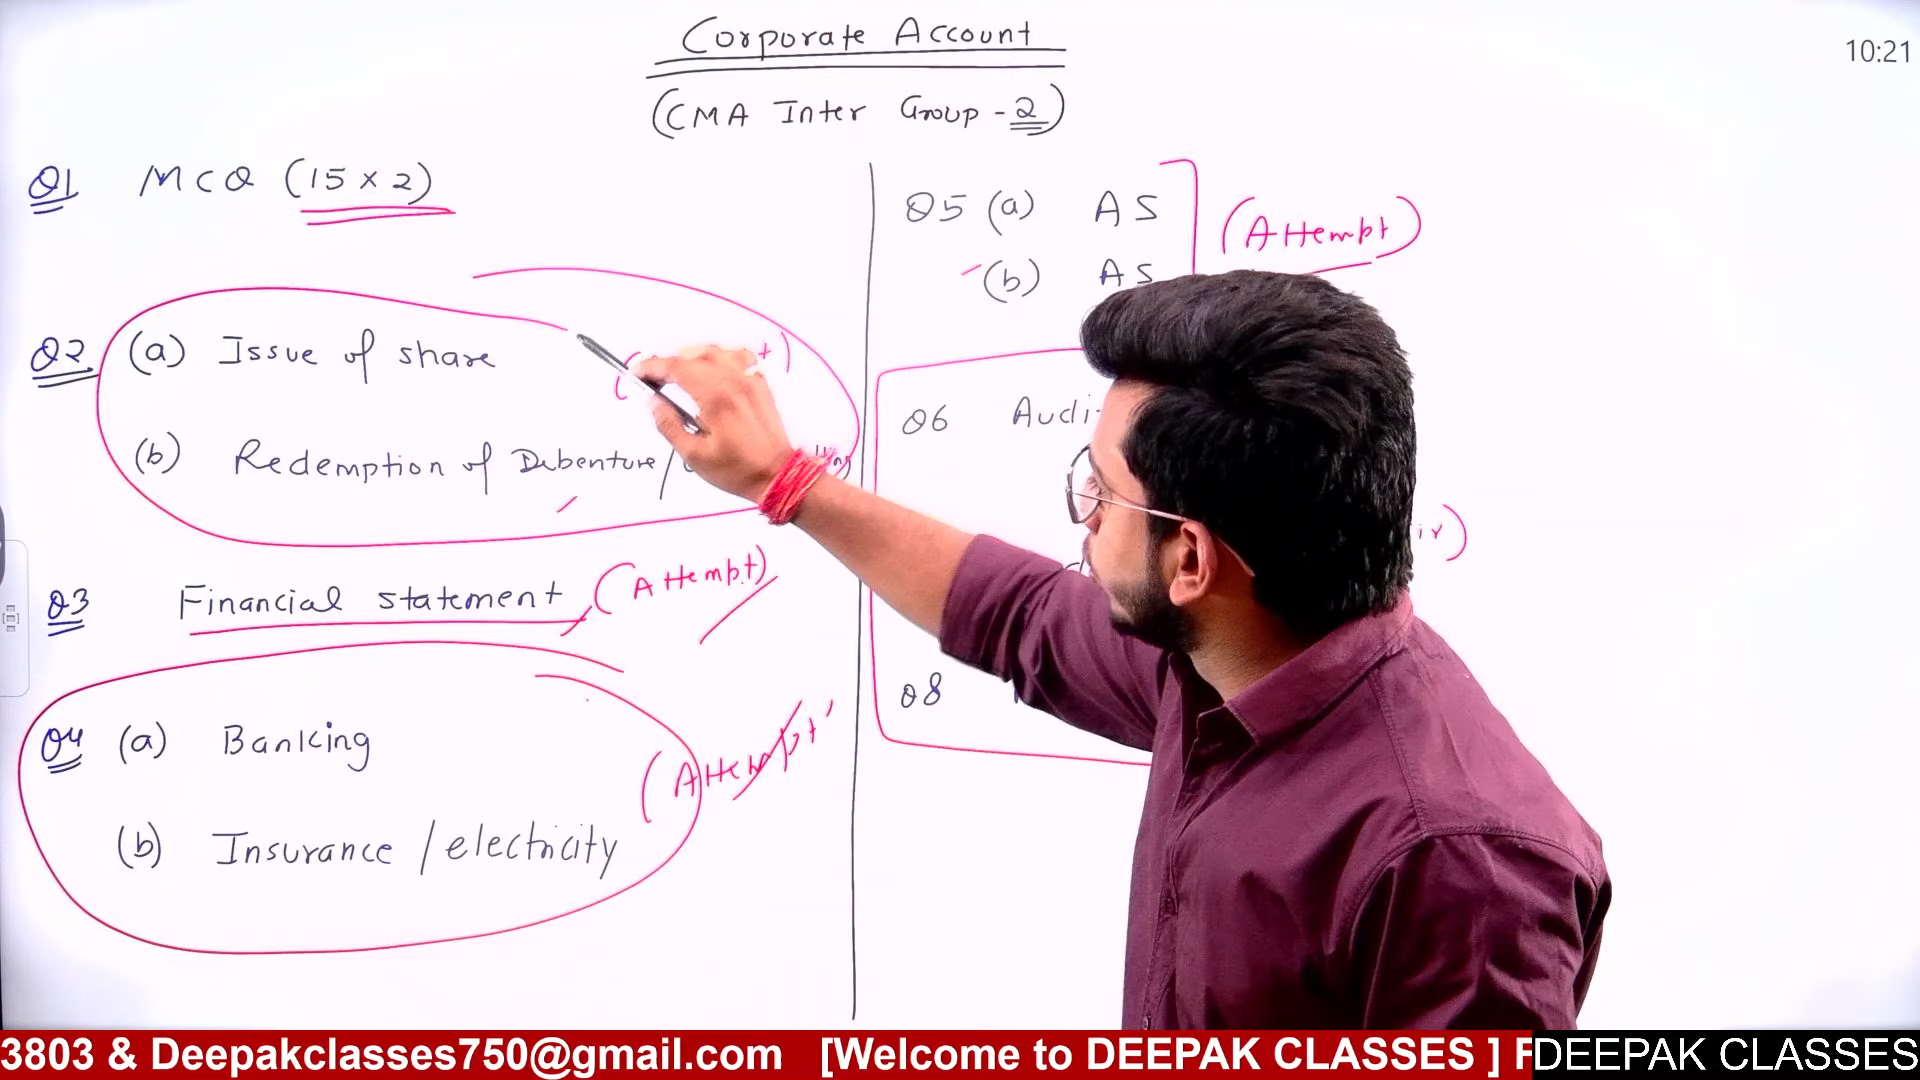 Corporate Account
(CMA Inter Group - 2)
10:21
Q1 MCQ (15 x 2)
Q2 (a) Issue of share
(b) Redemption of Debenture /
Q3 Financial statement (Attempt)
Q4 (a) Banking
(Attempt)
(b) Insurance / electricity
Q5 (a) AS
(Attempt)
(b) AS
Q6
Q8
3803 & Deepakclasses750@gmail.com [Welcome to DEEPAK CLASSES ]
DEEPAK CLASSES